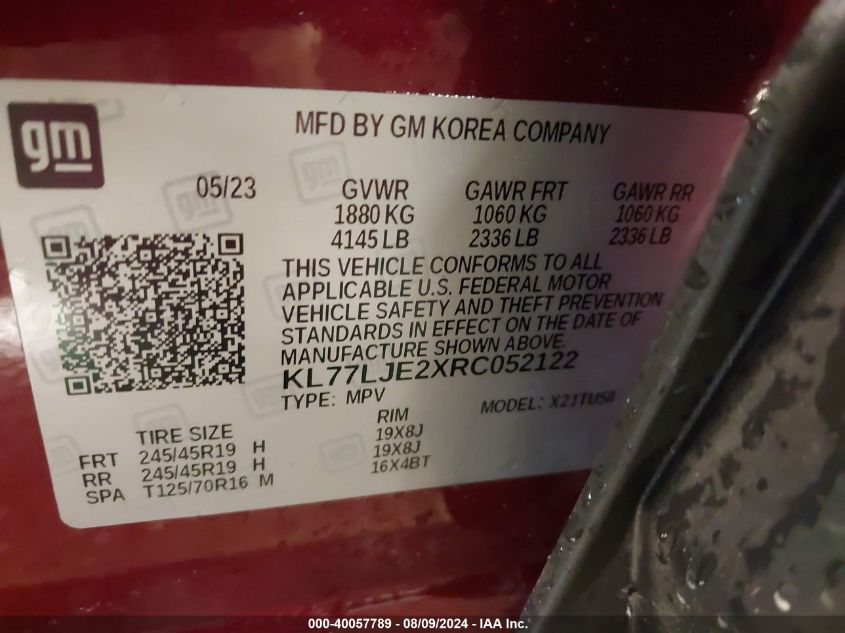 gm
MFD BY GM KOREA COMPANY
05/23 GVWR GAWR FRT GAWR RR
1880 KG 1060 KG 1060 KG
4145 LB 2336 LB 2336 LB
THIS VEHICLE CONFORMS TO ALL
APPLICABLE U.S. FEDERAL MOTOR
VEHICLE SAFETY AND THEFT PREVENTION
STANDARDS IN EFFECT ON THE DATE OF
MANUFACTURE SHOWN ABOVE.
KL77LJE2XRC052122
TYPE: MPV MODEL: X21TU58
TIRE SIZE RIM
FRT 245/45R19 H 19X8J
RR 245/45R19 H 19X8J
SPA T125/70R16 M 16X4BT
000-40057789 - 08/09/2024 - IAA Inc.